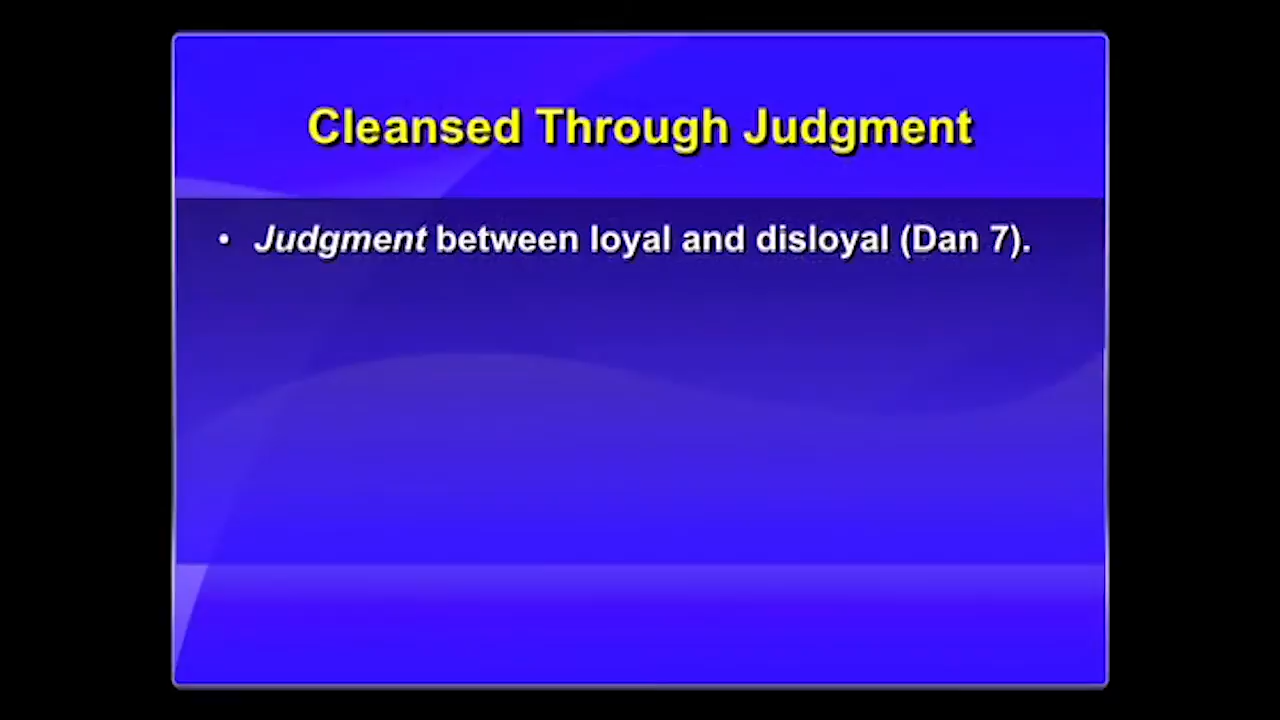 Cleansed Through Judgment
• Judgment between loyal and disloyal (Dan 7).